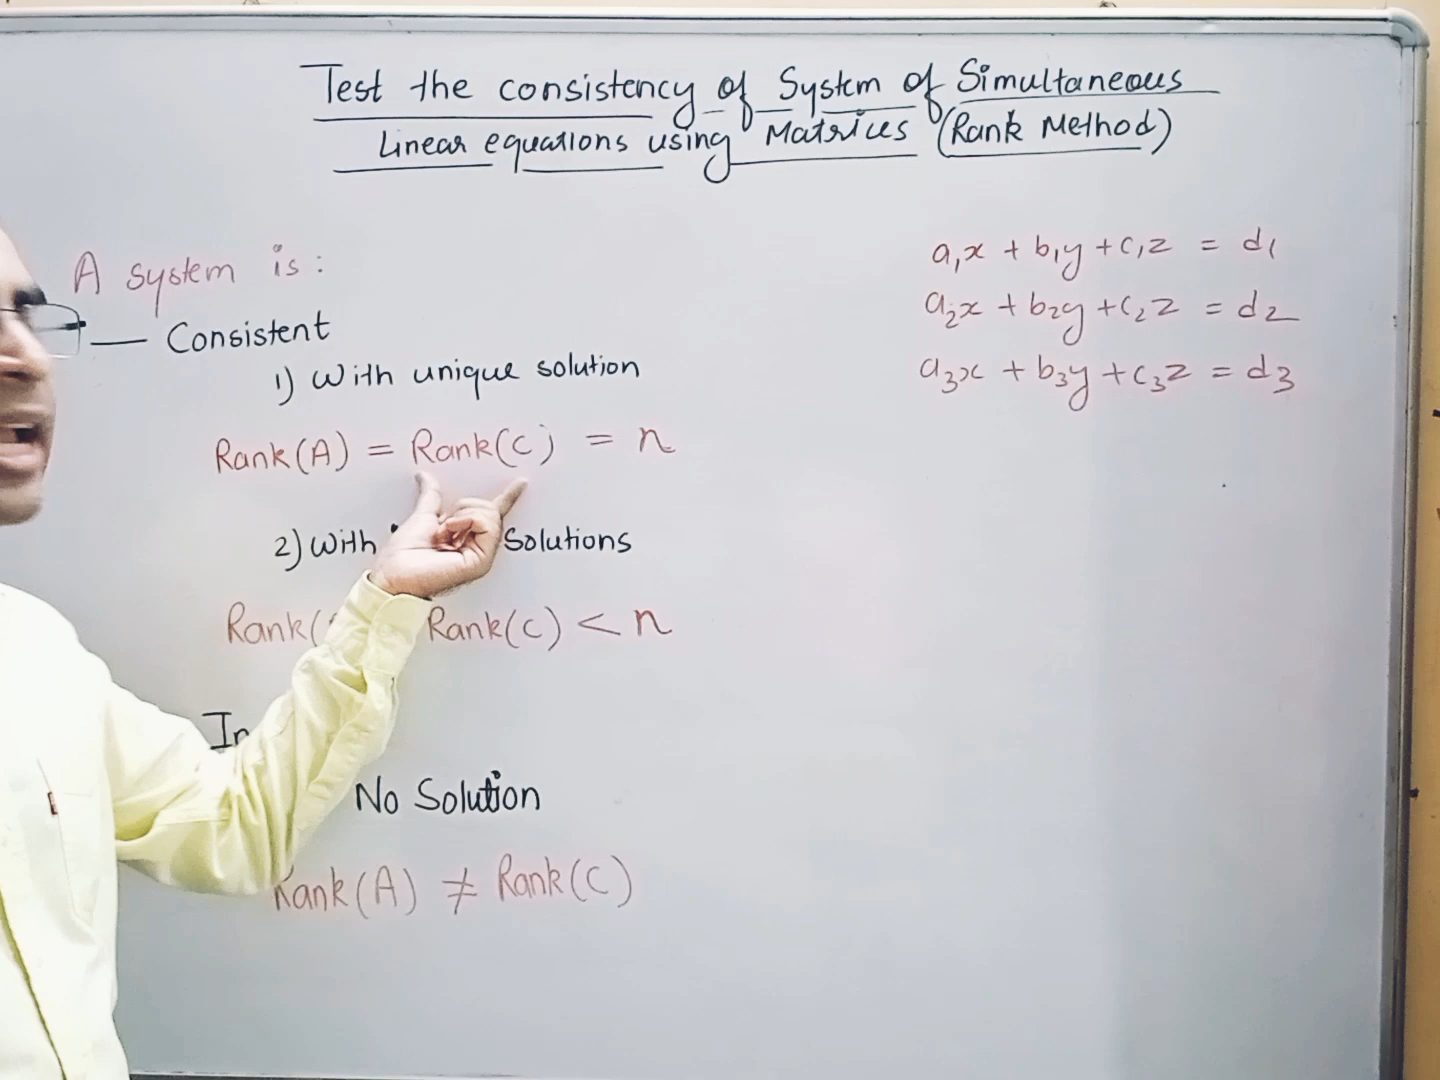 Test the consistency of System of Simultaneous
Linear equations using Matrices (Rank Method)
A system is:
— Consistent
1) With unique solution
Rank(A) = Rank(C) = n
2) With Solutions
Rank( Rank(C) < n
In
No Solution
Rank(A) ≠ Rank(C)
a₁x + b₁y + c₁z = d₁
a₂x + b₂y + c₂z = d₂
a₃x + b₃y + c₃z = d₃